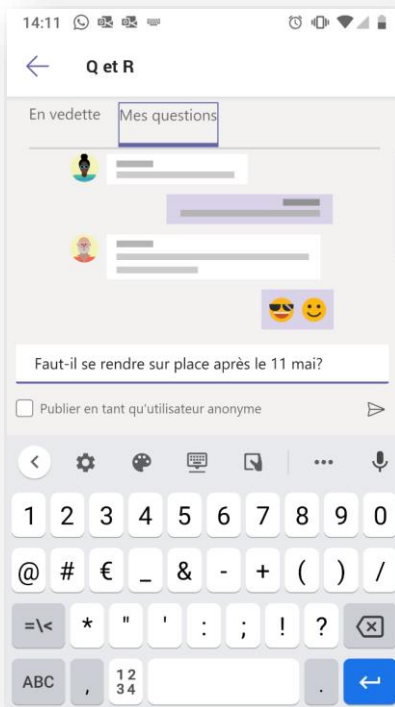 14:11
Q et R
En vedette Mes questions
Faut-il se rendre sur place après le 11 mai?
Publier en tant qu'utilisateur anonyme
1 2 3 4 5 6 7 8 9 0
@ # € _ & - + ( ) /
=\< * " ' : ; ! ?
ABC , 12 .
34